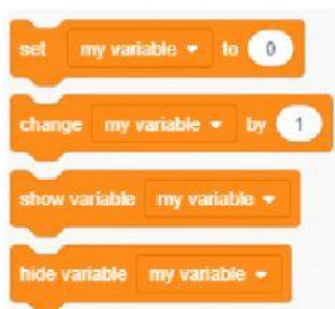 set my variable to 0
change my variable by 1
show variable my variable
hide variable my variable